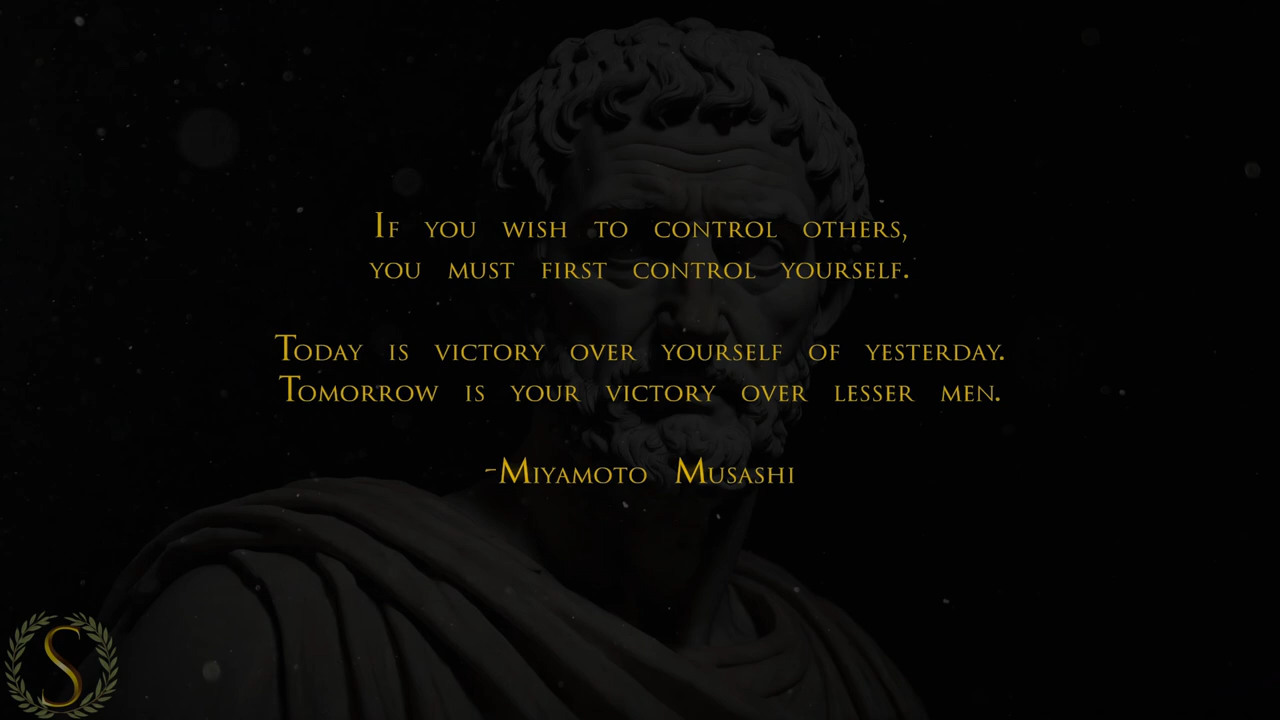 If you wish to control others,
you must first control yourself.
Today is victory over yourself of yesterday.
Tomorrow is your victory over lesser men.
-Miyamoto Musashi
S